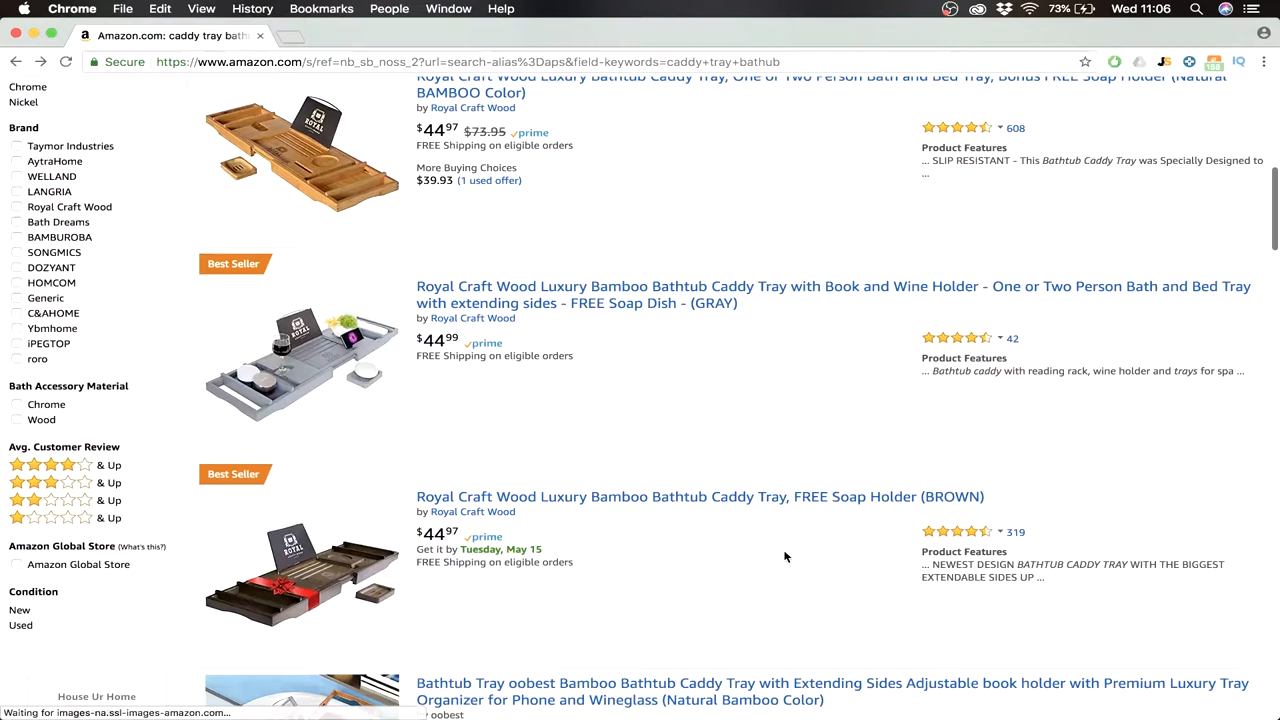 Chrome File Edit View History Bookmarks People Window Help 73% Wed 11:06
Amazon.com: caddy tray bath
Secure https://www.amazon.com/s/ref=nb_sb_noss_2?url=search-alias%3Daps&field-keywords=caddy+tray+bathub
188 JS IQ
Chrome
Nickel
Brand
Taymor Industries
AytraHome
WELLAND
LANGRIA
Royal Craft Wood
Bath Dreams
BAMBUROBA
SONGMICS
DOZYANT
HOMCOM
Generic
C&AHOME
Ybmhome
iPEGTOP
roro
Bath Accessory Material
Chrome
Wood
Avg. Customer Review
& Up
& Up
& Up
& Up
Amazon Global Store (What's this?)
Amazon Global Store
Condition
New
Used
House Ur Home
Waiting for images-na.ssl-images-amazon.com...
Royal Craft Wood Luxury Bathtub Caddy Tray, One or Two Person Bath and Bed Tray, Bonus FREE Soap Holder (Natural
BAMBOO Color)
by Royal Craft Wood
$44 97 $73.95 prime
FREE Shipping on eligible orders
More Buying Choices
$39.93 (1 used offer)
608
Product Features
... SLIP RESISTANT - This Bathtub Caddy Tray was Specially Designed to
...
ROYAL
Best Seller
Royal Craft Wood Luxury Bamboo Bathtub Caddy Tray with Book and Wine Holder - One or Two Person Bath and Bed Tray
with extending sides - FREE Soap Dish - (GRAY)
by Royal Craft Wood
$44 99 prime
FREE Shipping on eligible orders
42
Product Features
... Bathtub caddy with reading rack, wine holder and trays for spa ...
ROYAL
Best Seller
Royal Craft Wood Luxury Bamboo Bathtub Caddy Tray, FREE Soap Holder (BROWN)
by Royal Craft Wood
$44 97 prime
Get it by Tuesday, May 15
FREE Shipping on eligible orders
319
Product Features
... NEWEST DESIGN BATHTUB CADDY TRAY WITH THE BIGGEST
EXTENDABLE SIDES UP ...
ROYAL
Bathtub Tray oobest Bamboo Bathtub Caddy Tray with Extending Sides Adjustable book holder with Premium Luxury Tray
Organizer for Phone and Wineglass (Natural Bamboo Color)
by oobest